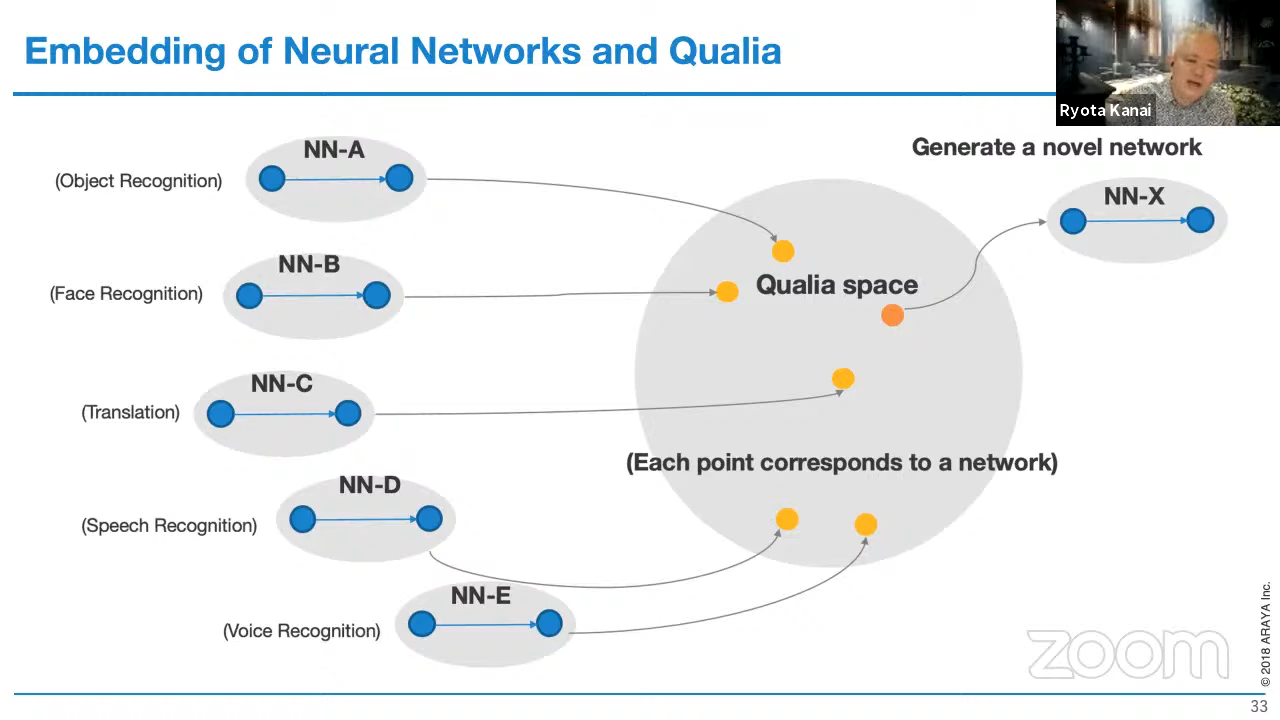 Embedding of Neural Networks and Qualia
Ryota Kanai
Generate a novel network
NN-A
(Object Recognition)
NN-X
NN-B
(Face Recognition)
Qualia space
NN-C
(Translation)
(Each point corresponds to a network)
NN-D
(Speech Recognition)
NN-E
(Voice Recognition)
zoom
© 2018 ARAYA Inc.
33